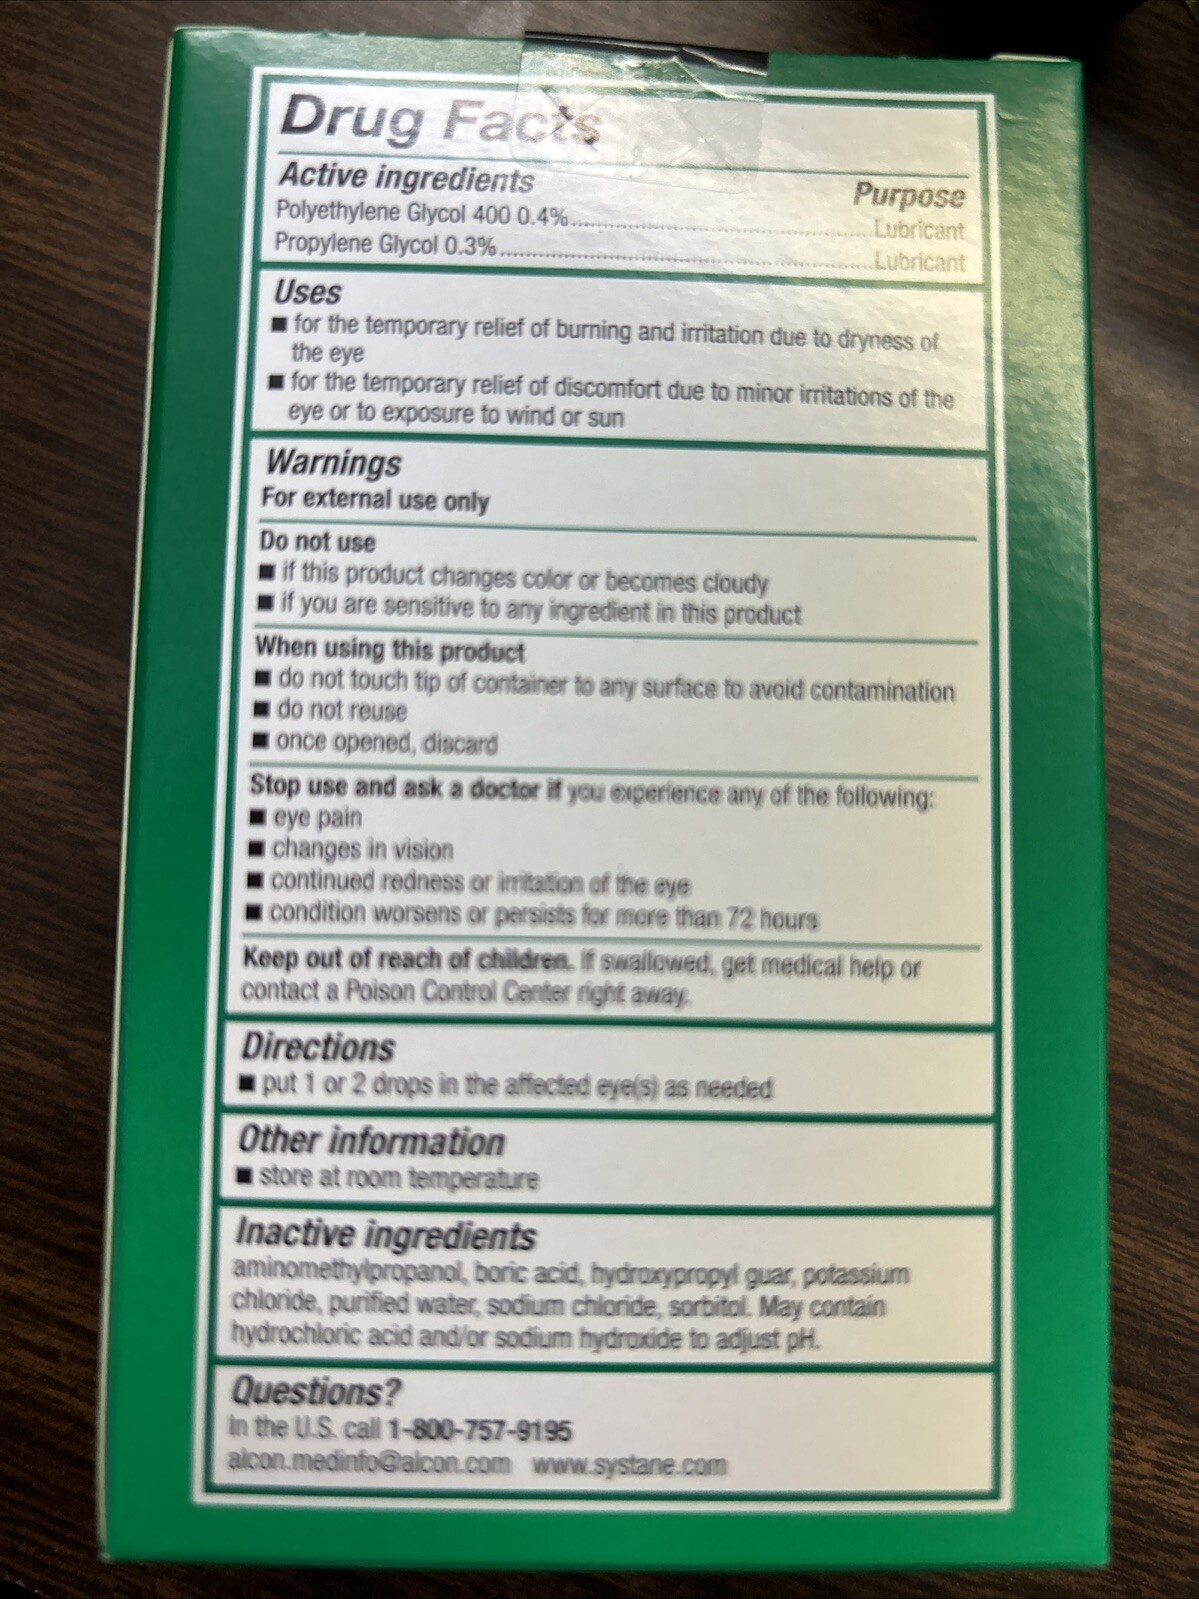 Drug Facts
Active ingredients Purpose
Polyethylene Glycol 400 0.4%..............................Lubricant
Propylene Glycol 0.3%..............................Lubricant
Uses
■ for the temporary relief of burning and irritation due to dryness of
the eye
■ for the temporary relief of discomfort due to minor irritations of the
eye or to exposure to wind or sun
Warnings
For external use only
Do not use
■ if this product changes color or becomes cloudy
■ if you are sensitive to any ingredient in this product
When using this product
■ do not touch tip of container to any surface to avoid contamination
■ do not reuse
■ once opened, discard
Stop use and ask a doctor if you experience any of the following:
■ eye pain
■ changes in vision
■ continued redness or irritation of the eye
■ condition worsens or persists for more than 72 hours
Keep out of reach of children. If swallowed, get medical help or
contact a Poison Control Center right away.
Directions
■ put 1 or 2 drops in the affected eye(s) as needed
Other information
■ store at room temperature
Inactive ingredients
aminomethylpropanol, boric acid, hydroxypropyl guar, potassium
chloride, purified water, sodium chloride, sorbitol. May contain
hydrochloric acid and/or sodium hydroxide to adjust pH.
Questions?
In the U.S. call 1-800-757-9195
alcon.medinfo@alcon.com www.systane.com